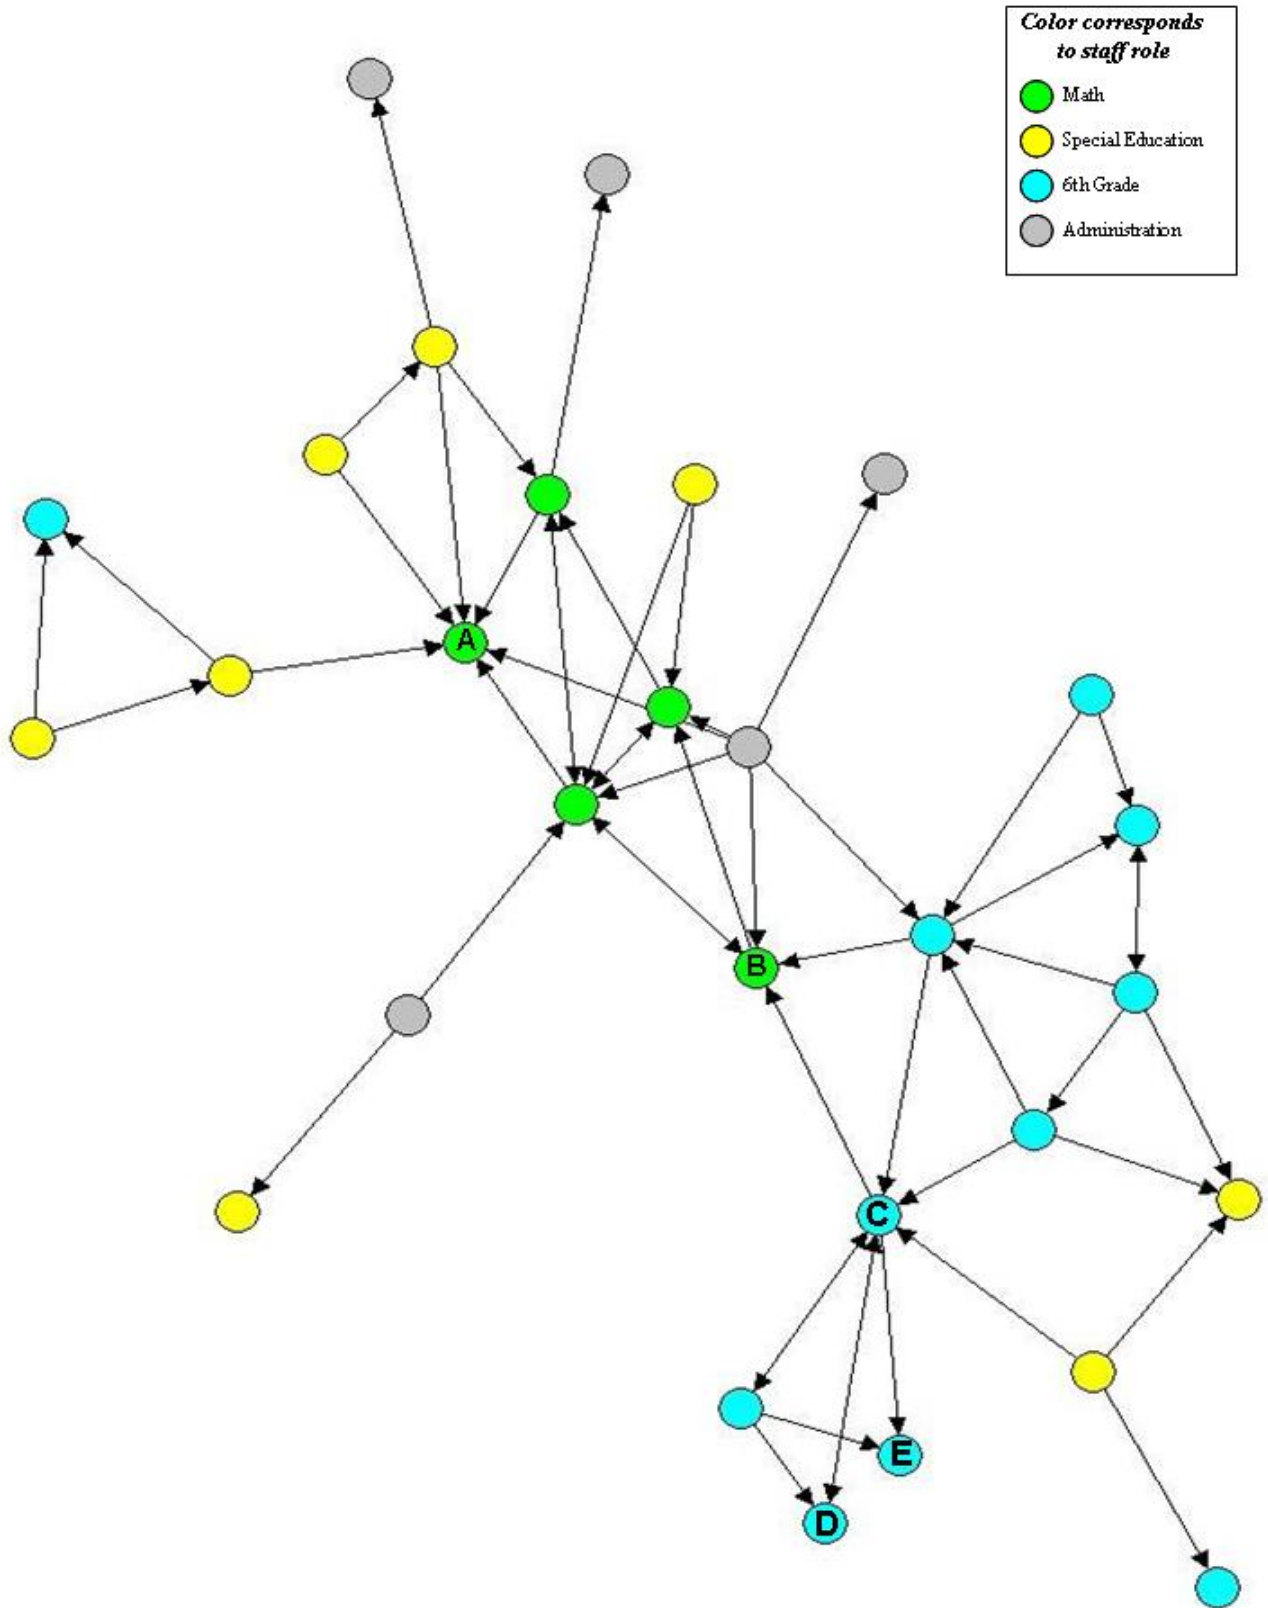 Color corresponds
to staff role
Math
Special Education
6th Grade
Administration
A
B
C
E
D